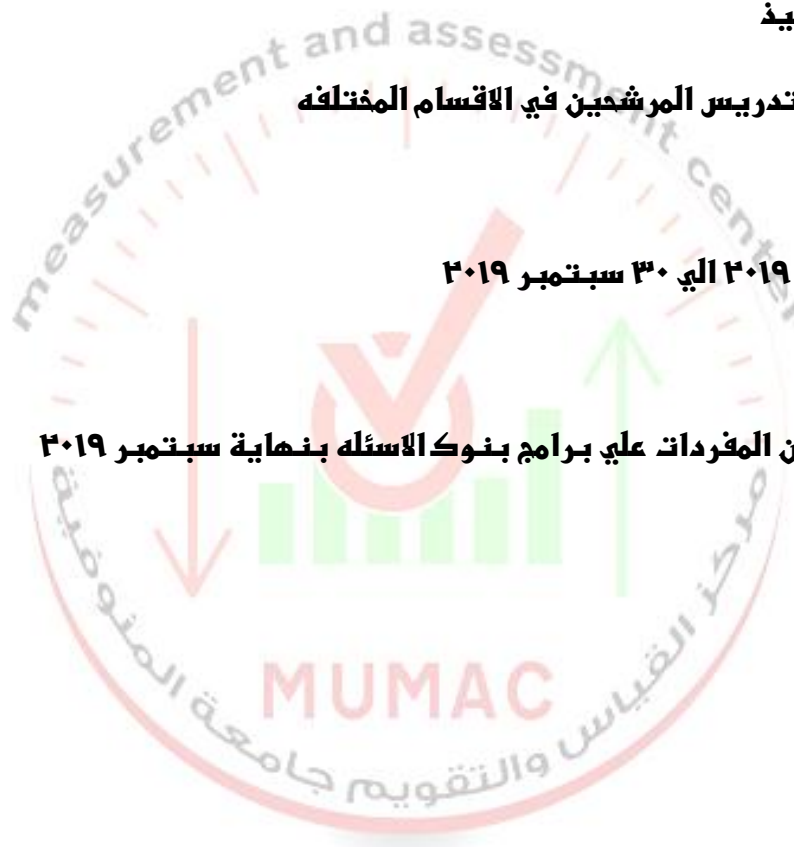 يذ
measurement and assessment center
تدريس المرشحين في الاقسام المختلفه
٢٠١٩ الي ٣٠ سبتمبر ٢٠١٩
ن المفردات علي برامج بنوك الاسئله بنهاية سبتمبر ٢٠١٩
MUMAC
مركز القياس والتقويم جامعة المنوفية